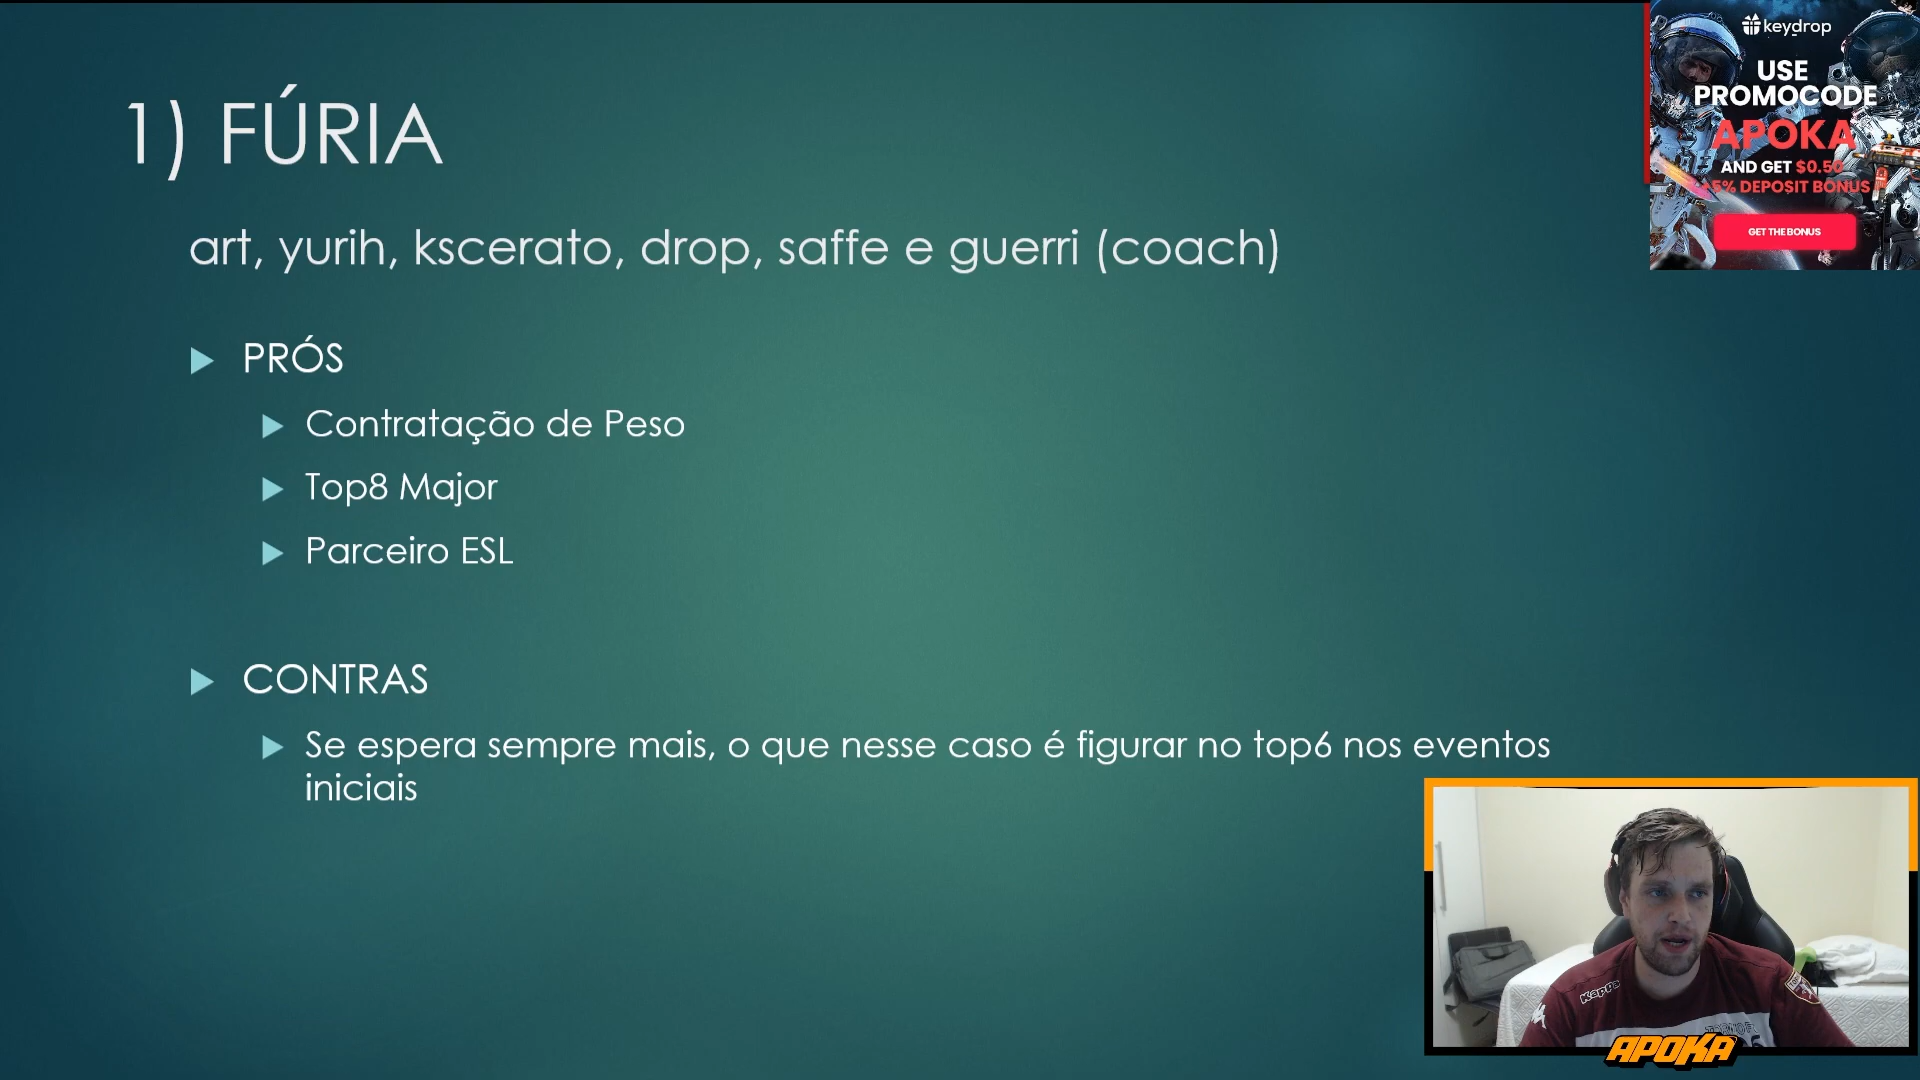 1) FÚRIA
art, yurih, kscerato, drop, saffe e guerri (coach)
PRÓS
Contratação de Peso
Top8 Major
Parceiro ESL
CONTRAS
Se espera sempre mais, o que nesse caso é figurar no top6 nos eventos
iniciais
keydrop
USE
PROMOCODE
APOKA
AND GET $0.50
5% DEPOSIT BONUS
GET THE BONUS
Kappa
APOKA